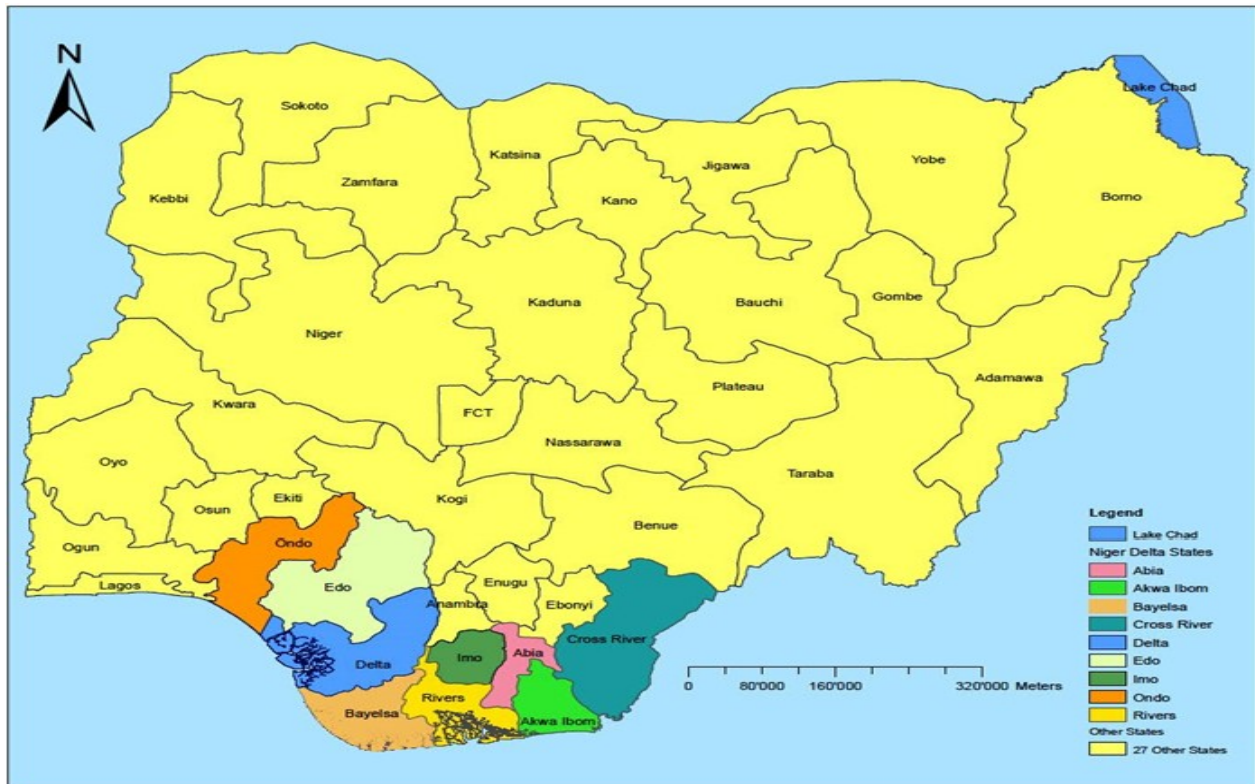 N
Lake Chad
Sokoto
Katsina
Jigawa
Yobe
Zamfara
Kebbi
Kano
Borno
Kaduna
Bauchi
Gombe
Niger
Adamawa
Plateau
Kwara
FCT
Nassarawa
Oyo
Taraba
Kogi
Ekiti
Osun
Benue
Ondo
Ogun
Lagos
Edo
Enugu
Anambra
Ebonyi
Cross River
Imo
Abia
Delta
Rivers
Bayelsa
Akwa Ibom
0 80'000 160'000 320'000 Meters
Legend
Lake Chad
Niger Delta States
Abia
Akwa Ibom
Bayelsa
Cross River
Delta
Edo
Imo
Ondo
Rivers
Other States
27 Other States